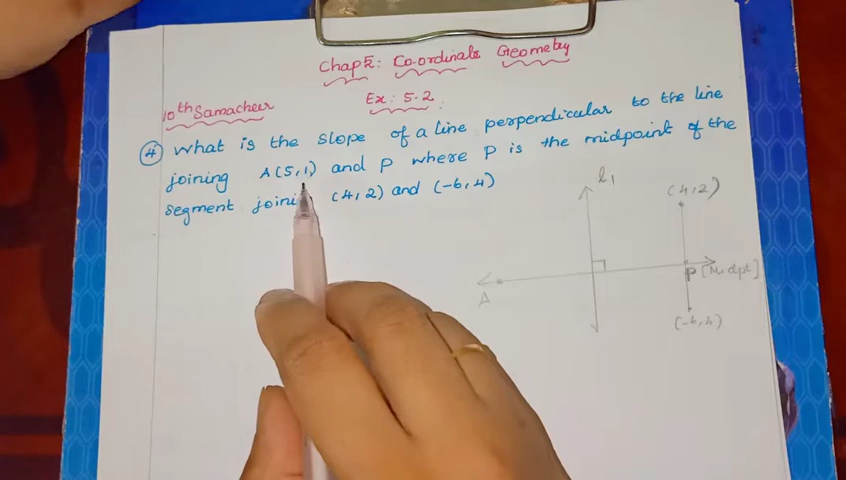 Chap 5: Co-ordinate Geometry
10th Samacheer
Ex: 5.2
④ What is the slope of a line perpendicular to the line
joining A(5,1) and P where P is the midpoint of the
segment joini (4,2) and (-6,4)
l1
(4,2)
A
P [Midpt]
(-6,4)